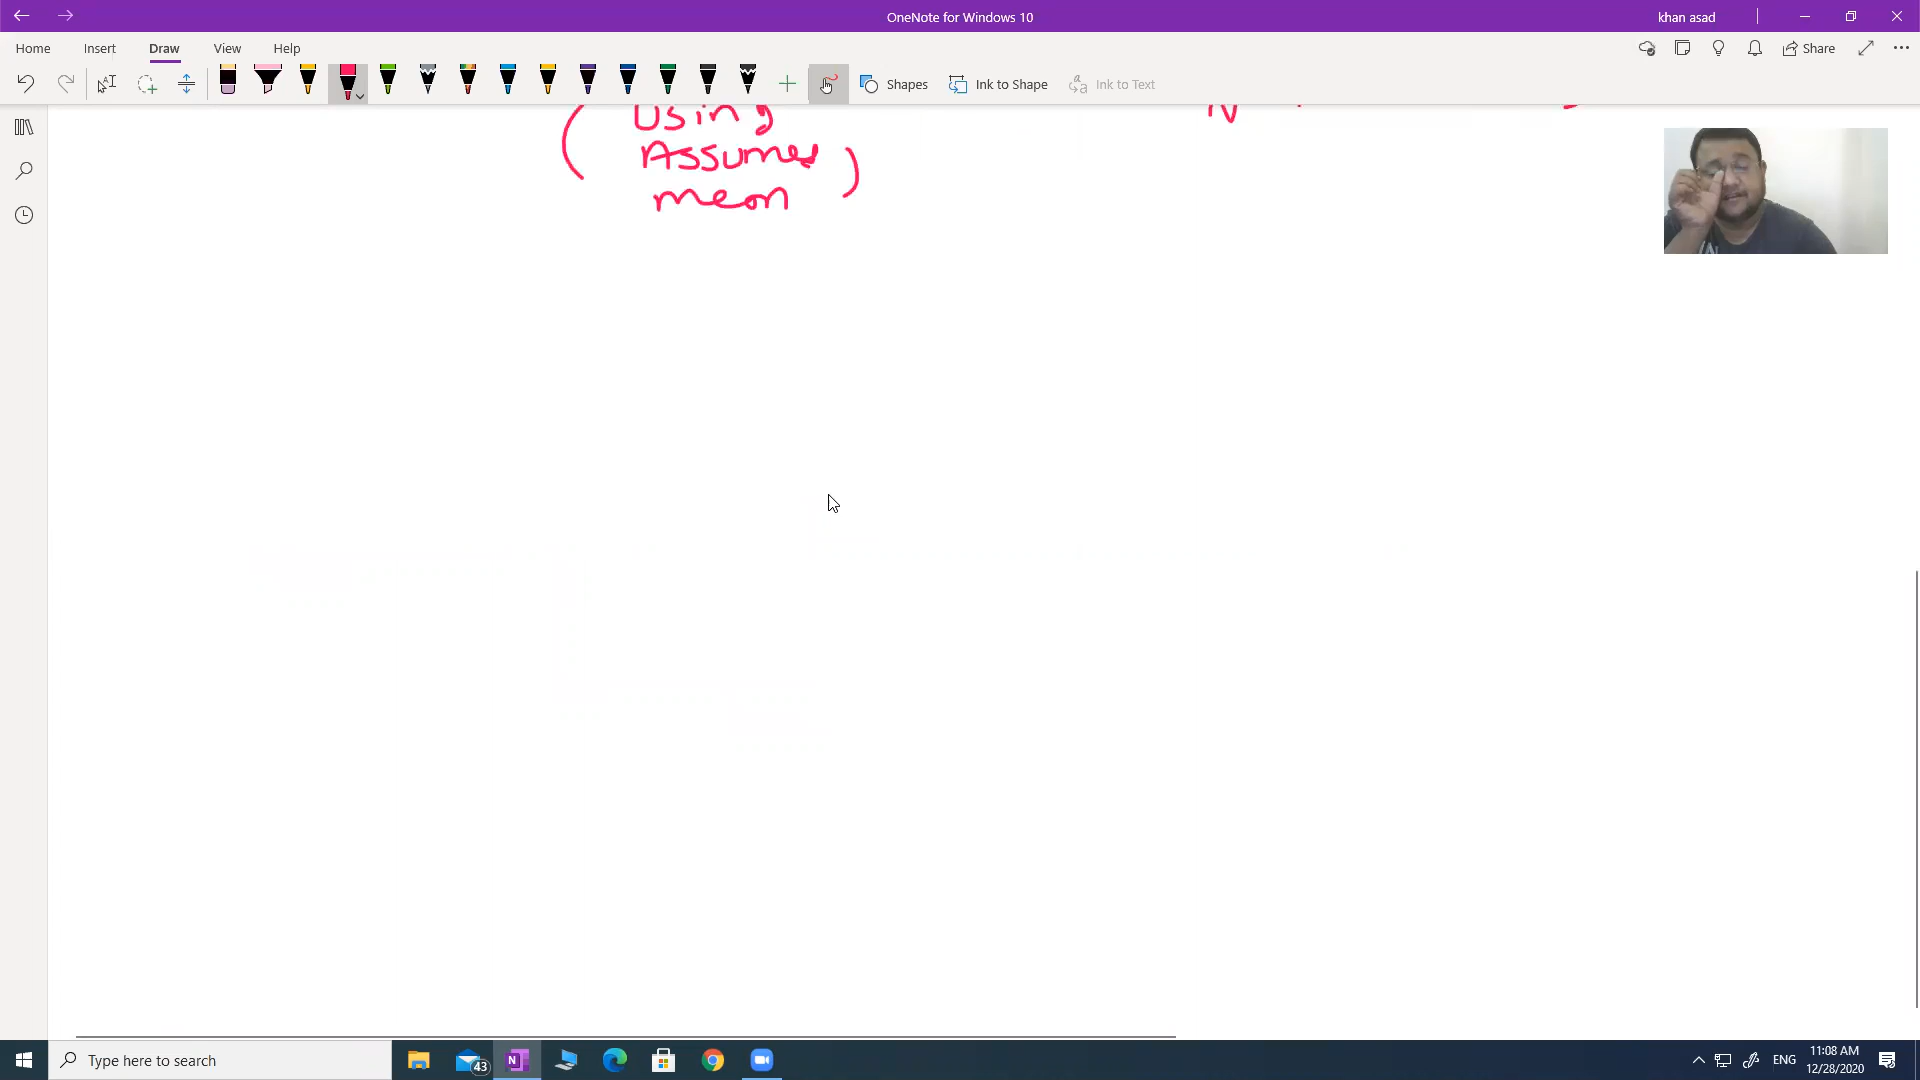 OneNote for Windows 10
khan asad
Home Insert Draw View Help
Share
Shapes
Ink to Shape
Ink to Text
( Using
Assumed
mean )
N
Type here to search
43
ENG
11:08 AM
12/28/2020